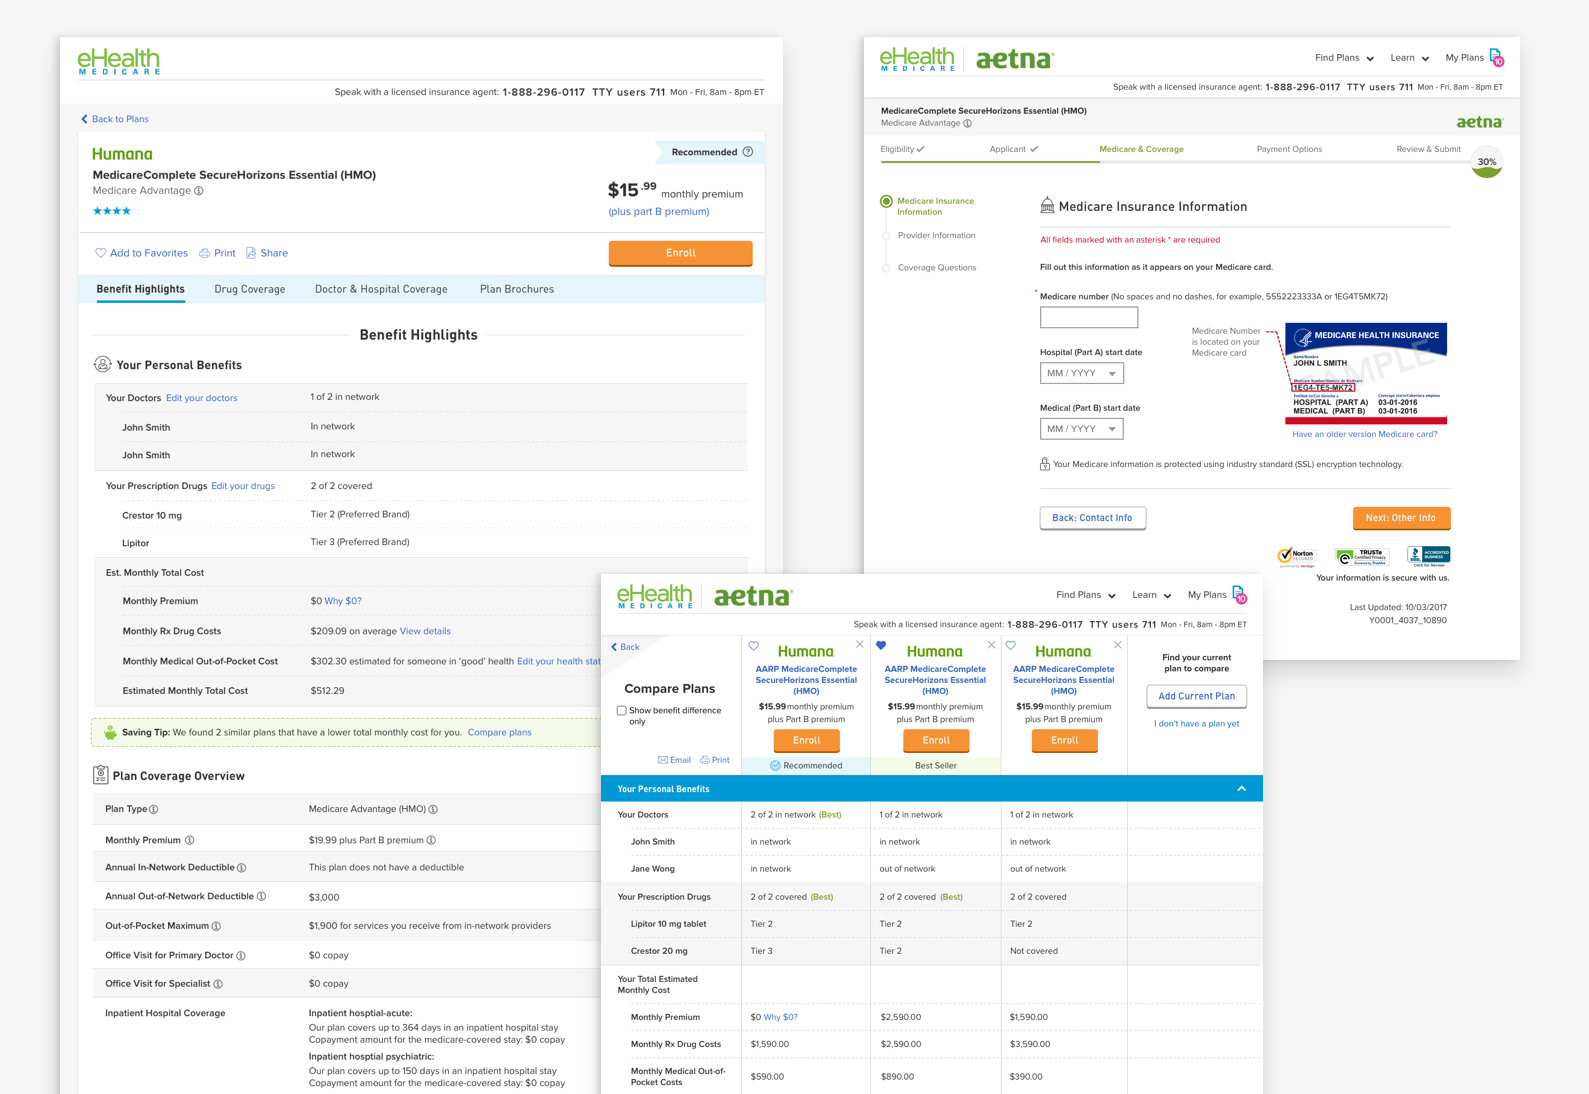 eHealth
MEDICARE
Speak with a licensed insurance agent: 1-888-296-0117 TTY users 711 Mon - Fri, 8am - 8pm ET
Back to Plans
Humana
Recommended
MedicareComplete SecureHorizons Essential (HMO)
Medicare Advantage
$15.99 monthly premium
(plus part B premium)
Add to Favorites Print Share
Enroll
Benefit Highlights Drug Coverage Doctor & Hospital Coverage Plan Brochures
Benefit Highlights
Your Personal Benefits
Your Doctors Edit your doctors 1 of 2 in network
John Smith In network
John Smith In network
Your Prescription Drugs Edit your drugs 2 of 2 covered
Crestor 10 mg Tier 2 (Preferred Brand)
Lipitor Tier 3 (Preferred Brand)
Est. Monthly Total Cost
Monthly Premium $0 Why $0?
Monthly Rx Drug Costs $209.09 on average View details
Monthly Medical Out-of-Pocket Cost $302.30 estimated for someone in ‘good’ health Edit your health stat
Estimated Monthly Total Cost $512.29
Saving Tip: We found 2 similar plans that have a lower total monthly cost for you. Compare plans
Plan Coverage Overview
Plan Type Medicare Advantage (HMO)
Monthly Premium $19.99 plus Part B premium
Annual In-Network Deductible This plan does not have a deductible
Annual Out-of-Network Deductible $3,000
Out-of-Pocket Maximum $1,900 for services you receive from in-network providers
Office Visit for Primary Doctor $0 copay
Office Visit for Specialist $0 copay
Inpatient Hospital Coverage Inpatient hosptial-acute:
Our plan covers up to 364 days in an inpatient hospital stay
Copayment amount for the medicare-covered stay: $0 copay
Inpatient hosptial psychiatric:
Our plan covers up to 150 days in an inpatient hospital stay
Copayment amount for the medicare-covered stay: $0 copay
eHealth
MEDICARE
aetna
Find Plans Learn My Plans 10
Speak with a licensed insurance agent: 1-888-296-0117 TTY users 711 Mon - Fri, 8am - 8pm ET
MedicareComplete SecureHorizons Essential (HMO)
Medicare Advantage
aetna
Eligibility Applicant Medicare & Coverage Payment Options Review & Submit
30%
Medicare Insurance
Information
Provider Information
Coverage Questions
Medicare Insurance Information
All fields marked with an asterisk * are required
Fill out this information as it appears on your Medicare card.
* Medicare number (No spaces and no dashes, for example, 5552223333A or 1EG4T5MK72)
Hospital (Part A) start date
MM / YYYY
Medical (Part B) start date
MM / YYYY
Medicare Number
is located on your
Medicare card
MEDICARE HEALTH INSURANCE
SAMPLE
Name/Nombre
JOHN L SMITH
Medicare Number/Número de Medicare
1EG4-TE5-MK72
Entitled to/Con derecho a Coverage starts/Cobertura empieza
HOSPITAL (PART A) 03-01-2016
MEDICAL (PART B) 03-01-2016
Have an older version Medicare card?
Your Medicare information is protected using industry standard (SSL) encryption technology.
Back: Contact Info
Next: Other Info
Norton
SECURED
powered by VeriSign
TRUSTe
Certified Privacy
Powered by TrustArc
BBB
ACCREDITED
BUSINESS
Click for Review
Your information is secure with us.
Last Updated: 10/03/2017
Y0001_4037_10890
eHealth
MEDICARE
aetna
Find Plans Learn My Plans 10
Speak with a licensed insurance agent: 1-888-296-0117 TTY users 711 Mon - Fri, 8am - 8pm ET
Back
Compare Plans
Show benefit difference
only
Email Print
Humana
AARP MedicareComplete
SecureHorizons Essential
(HMO)
$15.99 monthly premium
plus Part B premium
Enroll
Recommended
Humana
AARP MedicareComplete
SecureHorizons Essential
(HMO)
$15.99 monthly premium
plus Part B premium
Enroll
Best Seller
Humana
AARP MedicareComplete
SecureHorizons Essential
(HMO)
$15.99 monthly premium
plus Part B premium
Enroll
Find your current
plan to compare
Add Current Plan
I don’t have a plan yet
Your Personal Benefits
Your Doctors 2 of 2 in network (Best) 1 of 2 in network 1 of 2 in network
John Smith in network in network in network
Jane Wong in network out of network out of network
Your Prescription Drugs 2 of 2 covered (Best) 2 of 2 covered (Best) 2 of 2 covered
Lipitor 10 mg tablet Tier 2 Tier 2 Tier 2
Crestor 20 mg Tier 3 Tier 2 Not covered
Your Total Estimated
Monthly Cost
Monthly Premium $0 Why $0? $2,590.00 $1,590.00
Monthly Rx Drug Costs $1,590.00 $2,590.00 $3,590.00
Monthly Medical Out-of-
Pocket Costs $590.00 $890.00 $390.00